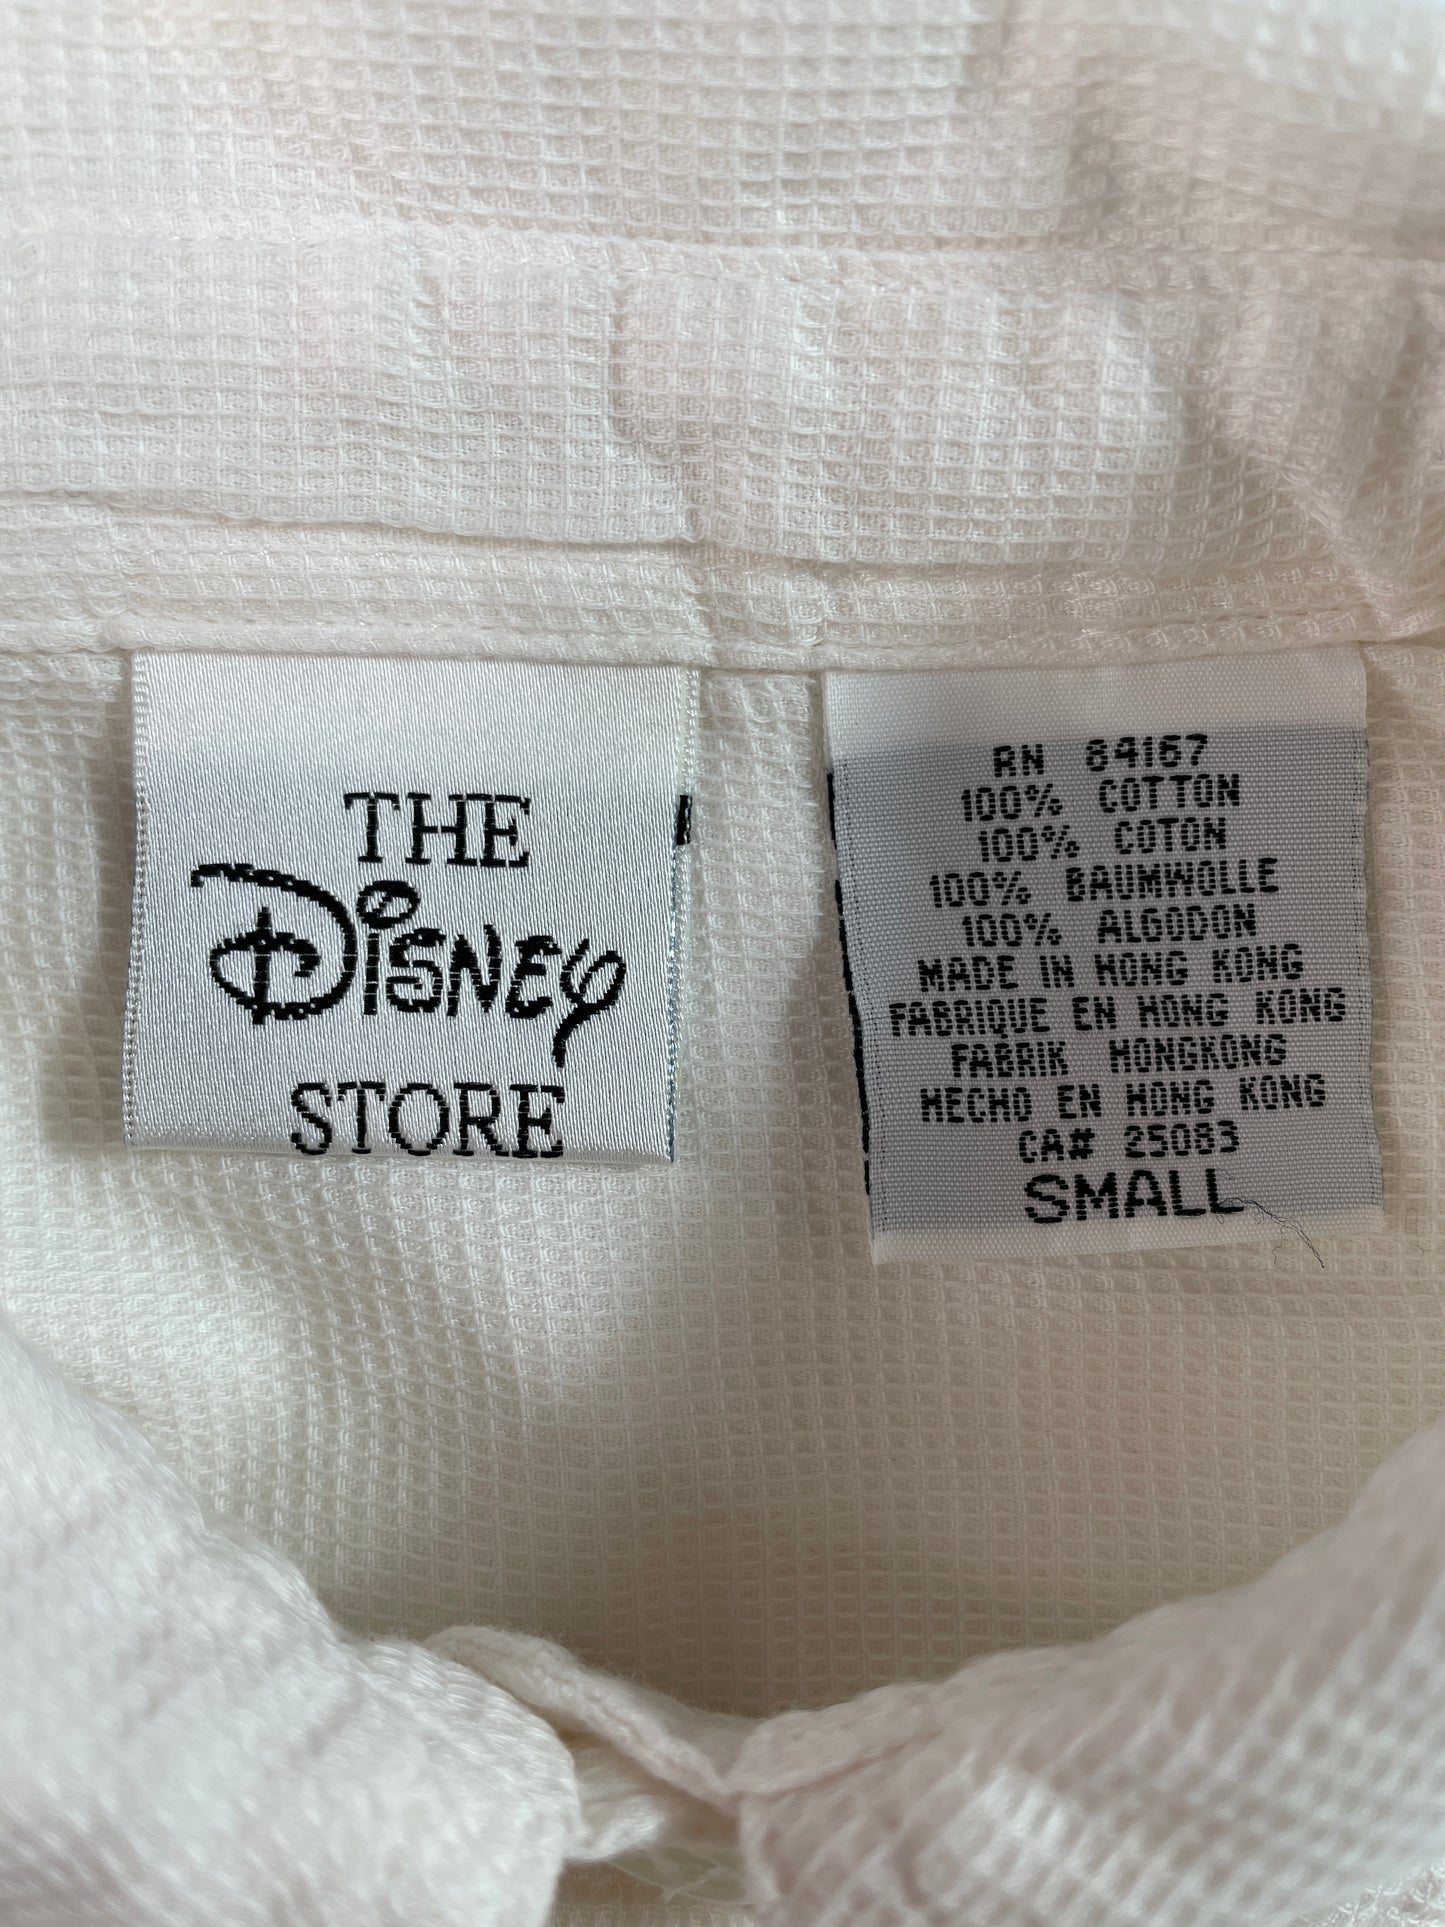 THE
Disney
STORE
RN 84167
100% COTTON
100% COTON
100% BAUMWOLLE
100% ALGODON
MADE IN HONG KONG
FABRIQUE EN HONG KONG
FABRIK HONGKONG
HECHO EN HONG KONG
CA# 25083
SMALL